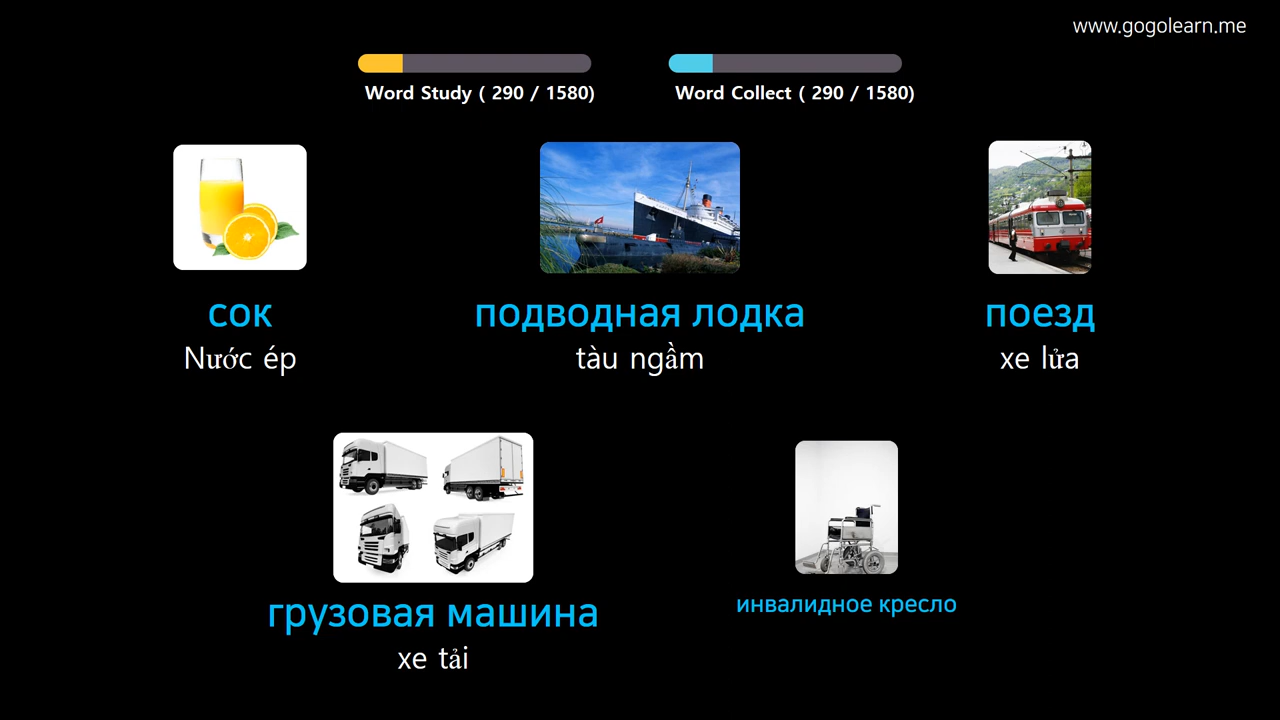 www.gogolearn.me
Word Study ( 290 / 1580)
Word Collect ( 290 / 1580)
сок
Nước ép
подводная лодка
tàu ngầm
поезд
xe lửa
грузовая машина
xe tải
инвалидное кресло